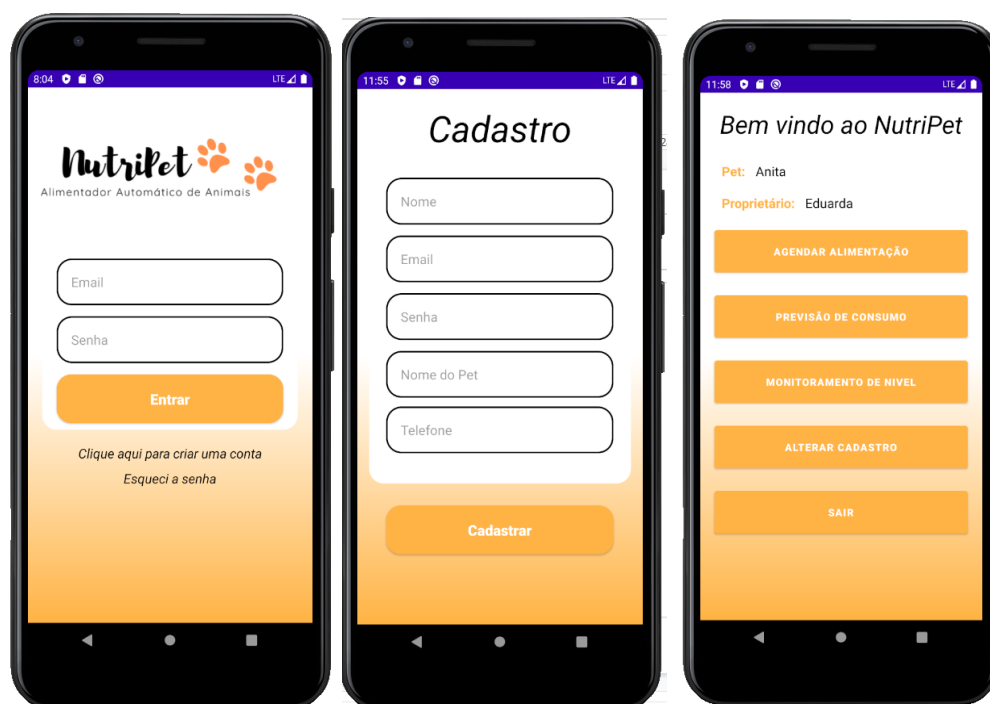 8:04
LTE
NutriPet
Alimentador Automático de Animais
Email
Senha
Entrar
Clique aqui para criar uma conta
Esqueci a senha
11:55
LTE
Cadastro
Nome
Email
Senha
Nome do Pet
Telefone
Cadastrar
2
11:58
LTE
Bem vindo ao NutriPet
Pet: Anita
Proprietário: Eduarda
AGENDAR ALIMENTAÇÃO
PREVISÃO DE CONSUMO
MONITORAMENTO DE NIVEL
ALTERAR CADASTRO
SAIR